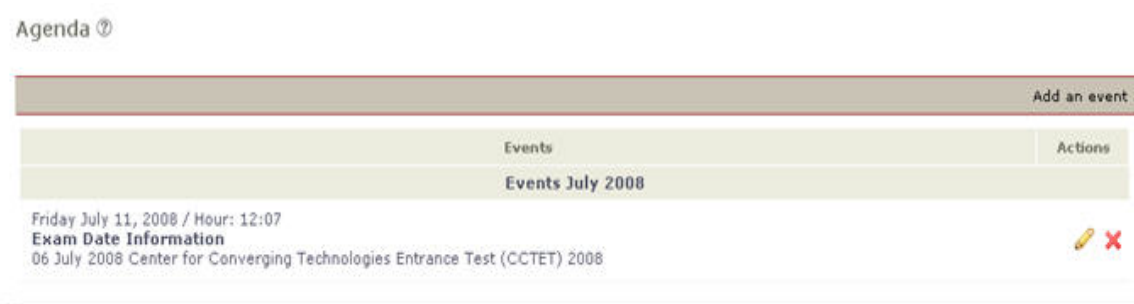 Agenda
Add an event
Events Actions
Events July 2008
Friday July 11, 2008 / Hour: 12:07
Exam Date Information
06 July 2008 Center for Converging Technologies Entrance Test (CCTET) 2008